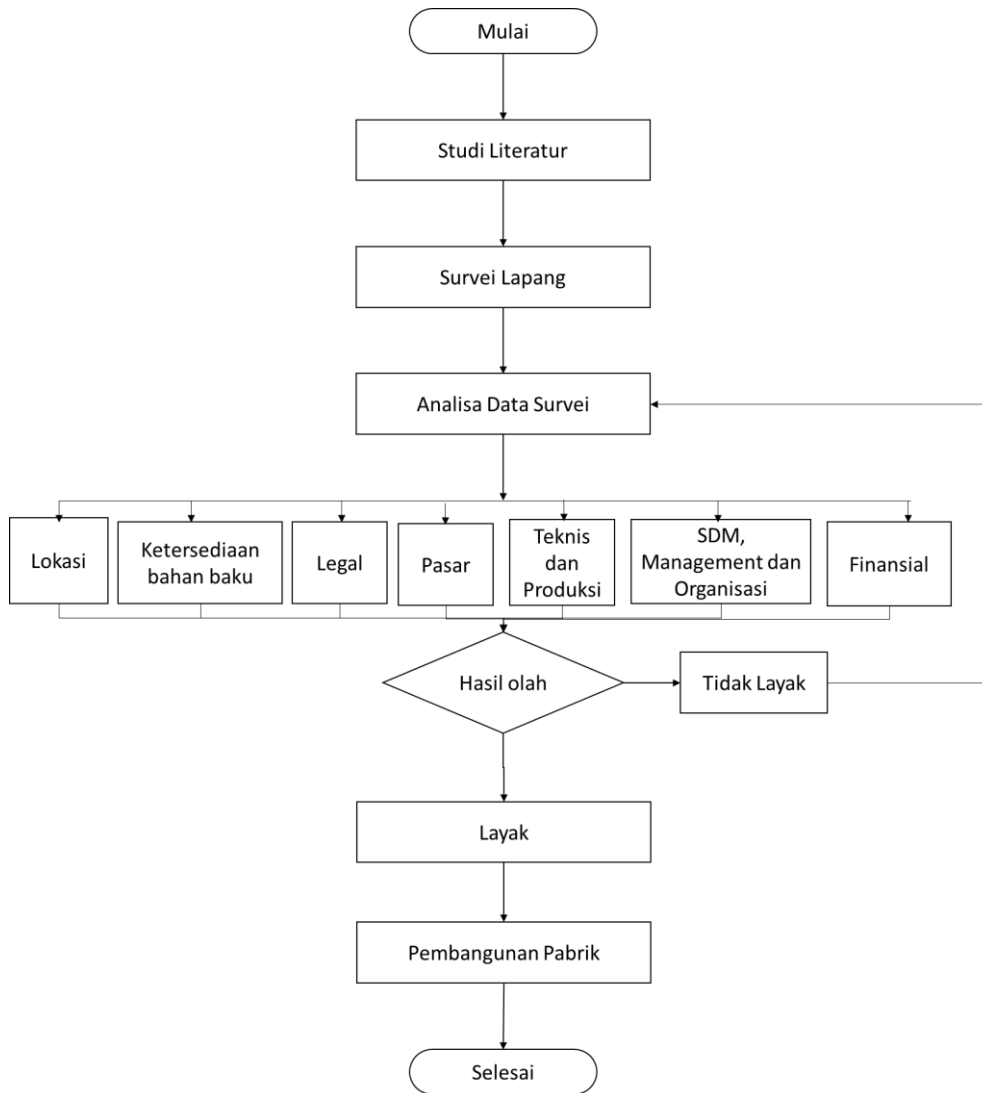 Mulai
Studi Literatur
Survei Lapang
Analisa Data Survei
Lokasi
Ketersediaan
bahan baku
Legal
Pasar
Teknis
dan
Produksi
SDM,
Management dan
Organisasi
Finansial
Hasil olah
Tidak Layak
Layak
Pembangunan Pabrik
Selesai